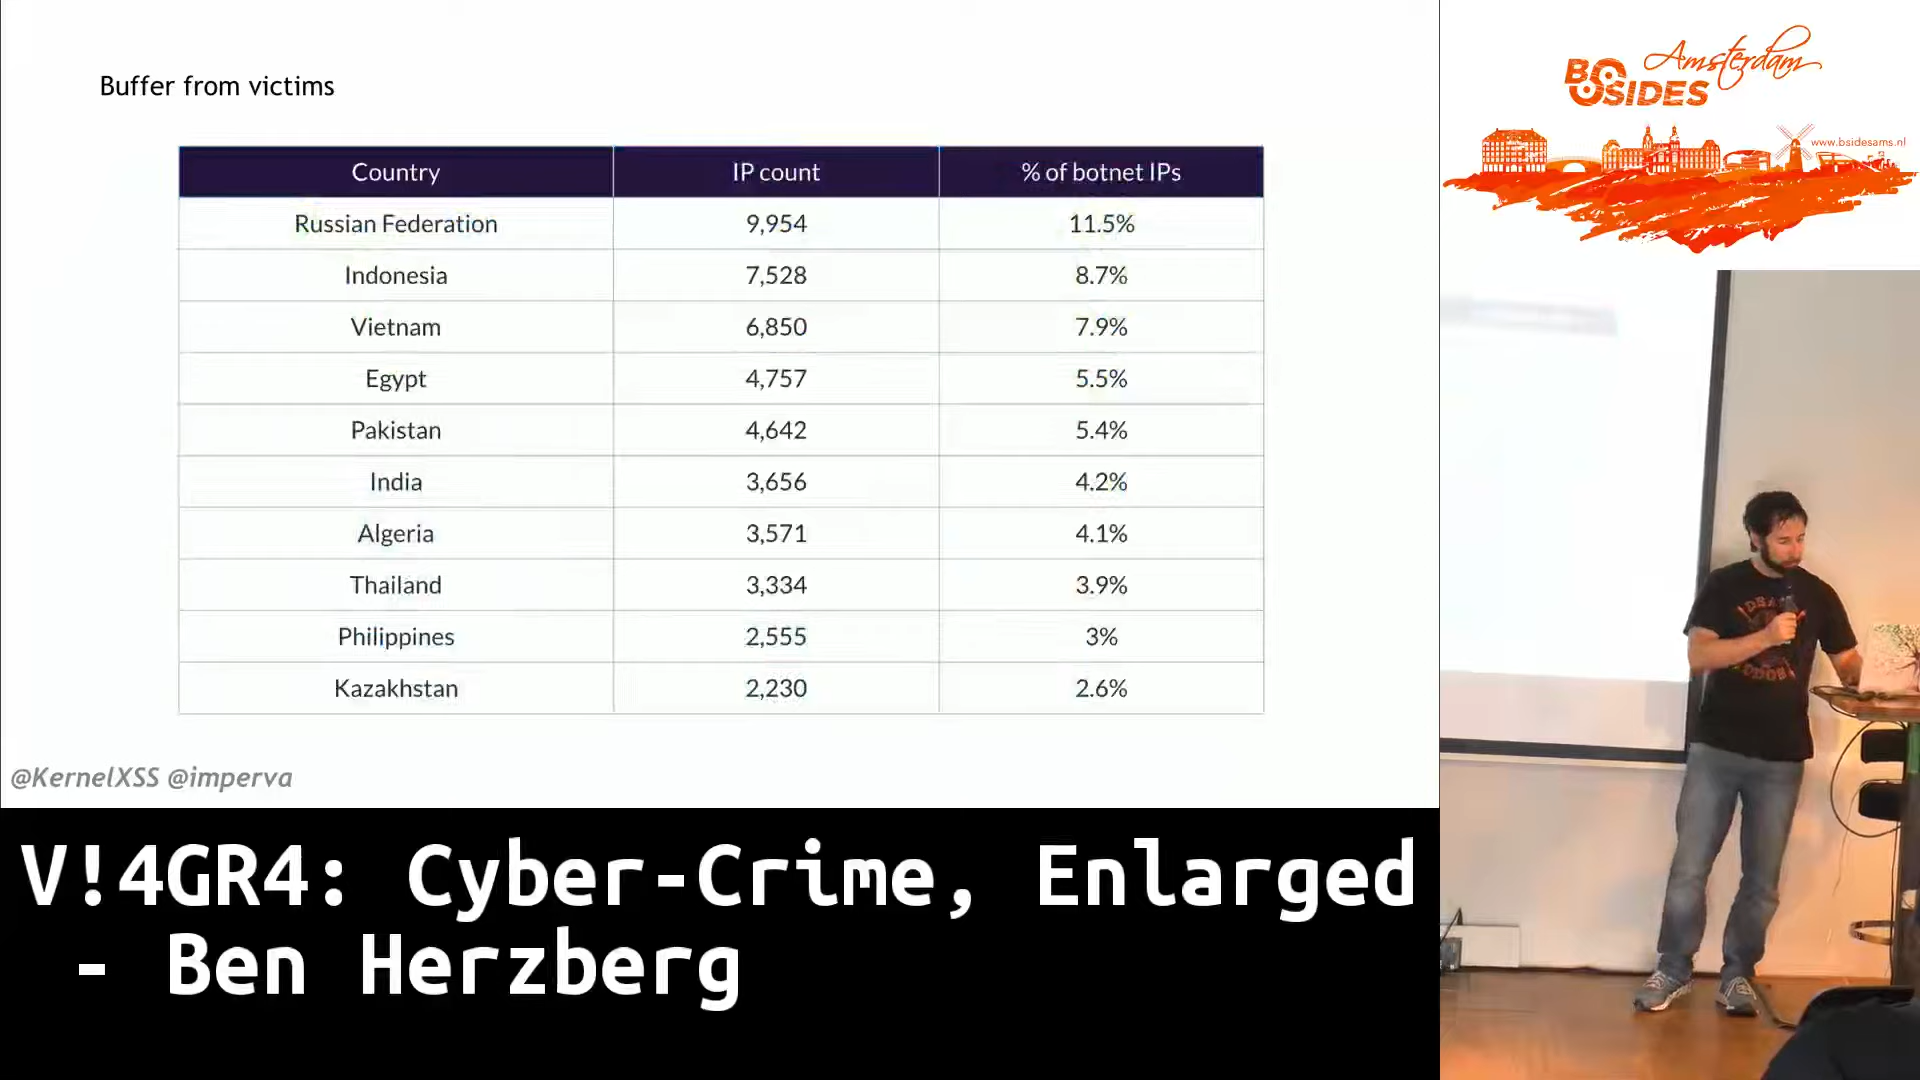 Buffer from victims
Country IP count % of botnet IPs
Russian Federation 9,954 11.5%
Indonesia 7,528 8.7%
Vietnam 6,850 7.9%
Egypt 4,757 5.5%
Pakistan 4,642 5.4%
India 3,656 4.2%
Algeria 3,571 4.1%
Thailand 3,334 3.9%
Philippines 2,555 3%
Kazakhstan 2,230 2.6%
@KernelXSS @imperva
V!4GR4: Cyber-Crime, Enlarged
- Ben Herzberg
Amsterdam
BSIDES
www.bsidesams.nl